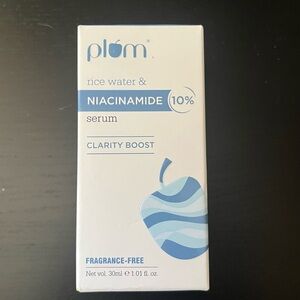 plum
rice water &
NIACINAMIDE 10%
serum
CLARITY BOOST
FRAGRANCE-FREE
Net vol. 30ml ℮ 1.01 fl. oz.